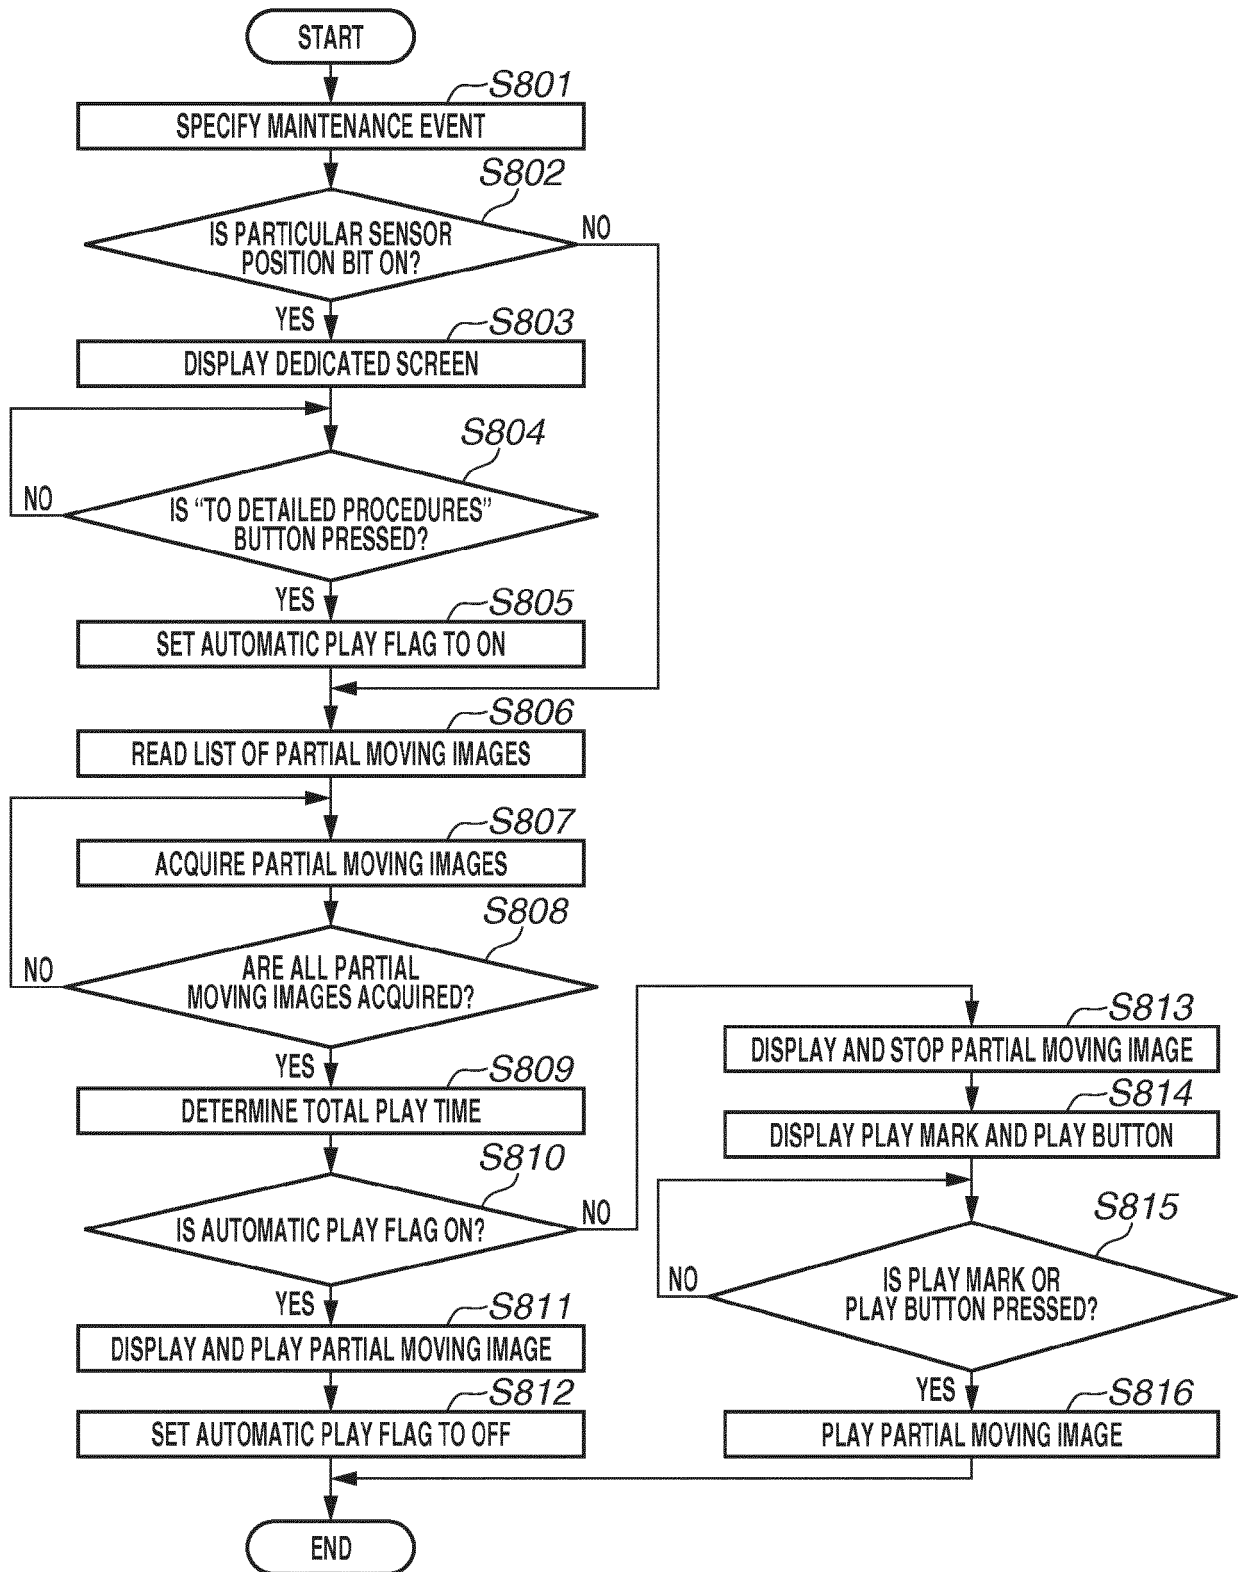 START
S801
SPECIFY MAINTENANCE EVENT
S802
IS PARTICULAR SENSOR
POSITION BIT ON?
NO
YES
S803
DISPLAY DEDICATED SCREEN
S804
IS “TO DETAILED PROCEDURES”
BUTTON PRESSED?
NO
YES
S805
SET AUTOMATIC PLAY FLAG TO ON
S806
READ LIST OF PARTIAL MOVING IMAGES
S807
ACQUIRE PARTIAL MOVING IMAGES
S808
ARE ALL PARTIAL
MOVING IMAGES ACQUIRED?
NO
YES
S809
DETERMINE TOTAL PLAY TIME
S810
IS AUTOMATIC PLAY FLAG ON?
NO
YES
S811
DISPLAY AND PLAY PARTIAL MOVING IMAGE
S812
SET AUTOMATIC PLAY FLAG TO OFF
S813
DISPLAY AND STOP PARTIAL MOVING IMAGE
S814
DISPLAY PLAY MARK AND PLAY BUTTON
S815
IS PLAY MARK OR
PLAY BUTTON PRESSED?
NO
YES
S816
PLAY PARTIAL MOVING IMAGE
END